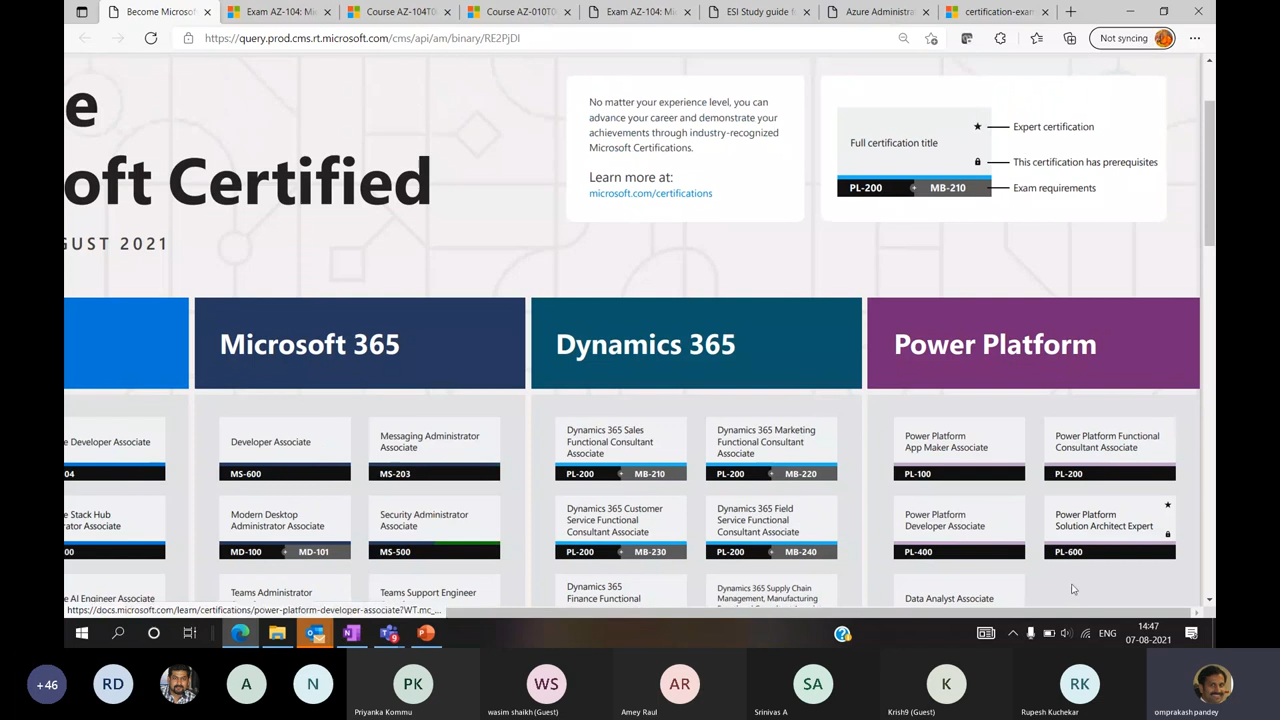 Become Microsof
Exam AZ-104: Mi
Course AZ-104T0
Course AZ-010T0
Exam AZ-104: Mi
ESI Study guide f
Azure Administra
certification-exam
https://query.prod.cms.rt.microsoft.com/cms/api/am/binary/RE2PjDI
Not syncing
e
oft Certified
GUST 2021
No matter your experience level, you can
advance your career and demonstrate your
achievements through industry-recognized
Microsoft Certifications.
Learn more at:
microsoft.com/certifications
Full certification title
PL-200 + MB-210
Expert certification
This certification has prerequisites
Exam requirements
Microsoft 365
Dynamics 365
Power Platform
e Developer Associate
04
Developer Associate
MS-600
Messaging Administrator
Associate
MS-203
Dynamics 365 Sales
Functional Consultant
Associate
PL-200 + MB-210
Dynamics 365 Marketing
Functional Consultant
Associate
PL-200 + MB-220
Power Platform
App Maker Associate
PL-100
Power Platform Functional
Consultant Associate
PL-200
e Stack Hub
rator Associate
00
Modern Desktop
Administrator Associate
MD-100 + MD-101
Security Administrator
Associate
MS-500
Dynamics 365 Customer
Service Functional
Consultant Associate
PL-200 + MB-230
Dynamics 365 Field
Service Functional
Consultant Associate
PL-200 + MB-240
Power Platform
Developer Associate
PL-400
Power Platform
Solution Architect Expert
PL-600
e AI Engineer Associate
Teams Administrator
Teams Support Engineer
Dynamics 365
Finance Functional
Dynamics 365 Supply Chain
Management, Manufacturing
Data Analyst Associate
https://docs.microsoft.com/learn/certifications/power-platform-developer-associate?WT.mc_...
ENG
14:47
07-08-2021
+46
RD
A
N
PK
Priyanka Kommu
WS
wasim shaikh (Guest)
AR
Amey Raul
SA
Srinivas A
K
Krish9 (Guest)
RK
Rupesh Kuchekar
omprakash pandey